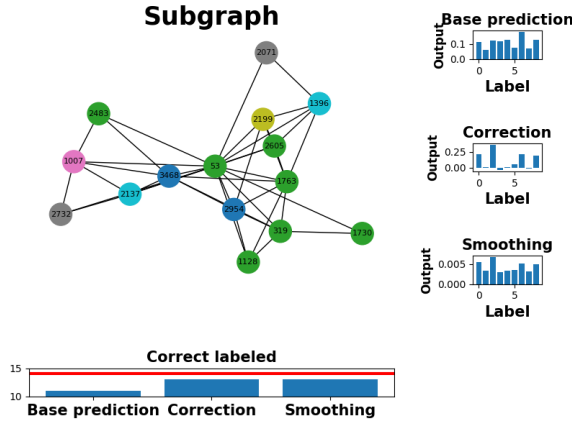 Subgraph
2071
1396
2199
2483
2605
1007
53
3468
1763
2137
2954
2732
319
1730
1128
Base prediction
Output
0.1
0.0
0 5
Label
Correction
Output
0.25
0.00
0 5
Label
Smoothing
Output
0.005
0.000
0 5
Label
Correct labeled
15
10
Base prediction Correction Smoothing